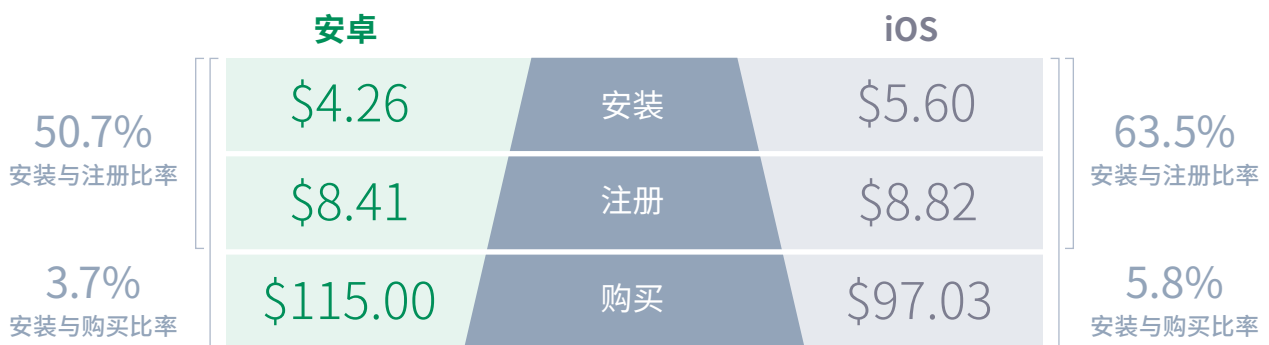 安卓
iOS
$4.26
安装
$5.60
50.7%
安装与注册比率
63.5%
安装与注册比率
$8.41
注册
$8.82
3.7%
安装与购买比率
$115.00
购买
$97.03
5.8%
安装与购买比率